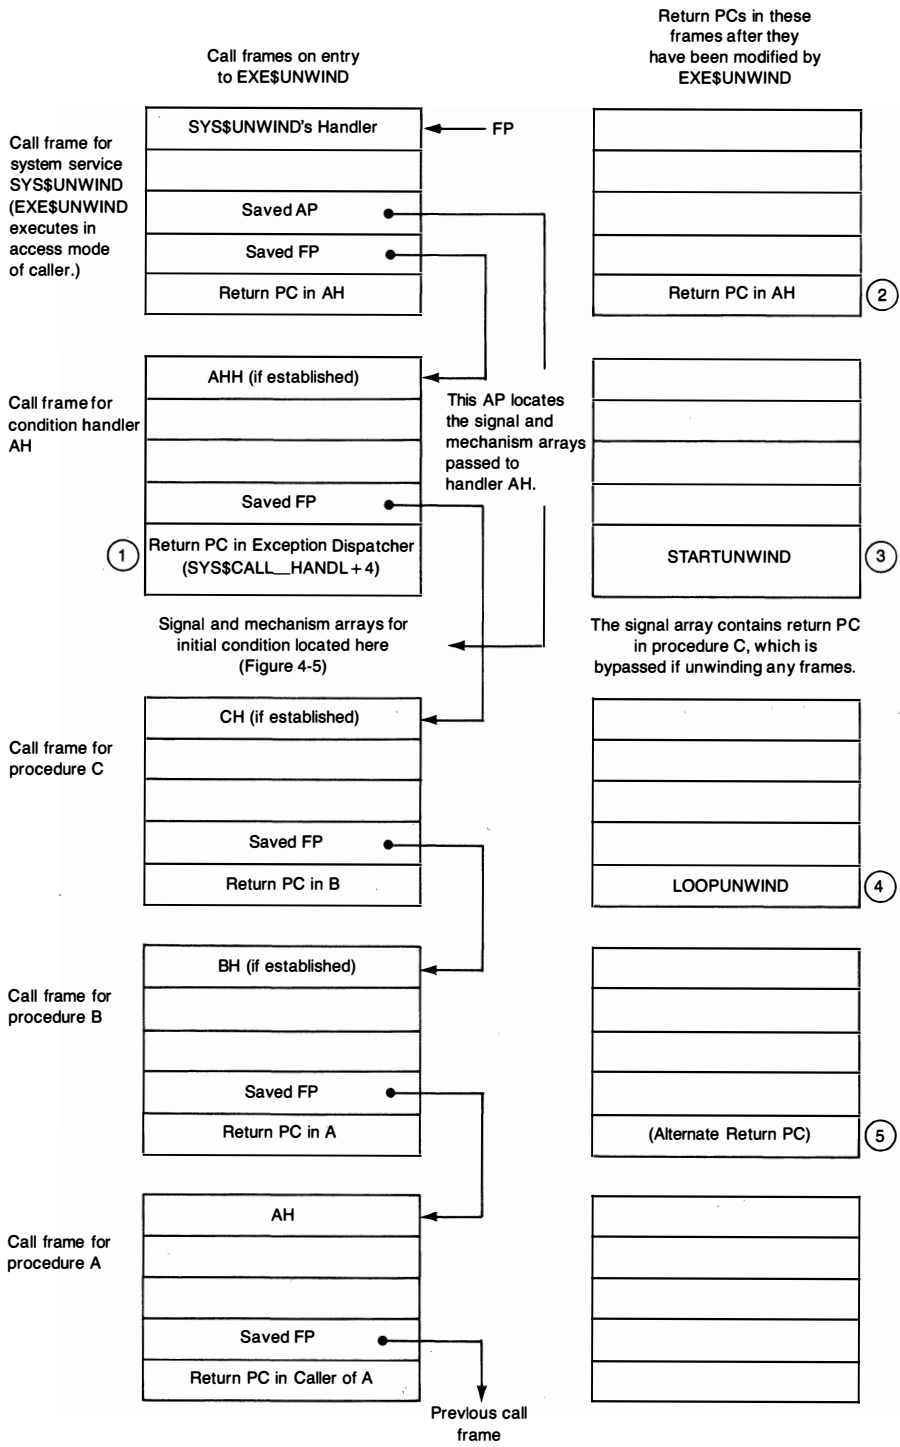 Return PCs in these
frames after they
have been modified by
EXE$UNWIND
Call frames on entry
to EXE$UNWIND
Call frame for
system service
SYS$UNWIND
(EXE$UNWIND
executes in
access mode
of caller.)
SYS$UNWIND's Handler
FP
Saved AP
Saved FP
Return PC in AH
Return PC in AH
2
Call frame for
condition handler
AH
AHH (if established)
This AP locates
the signal and
mechanism arrays
passed to
handler AH.
Saved FP
1
Return PC in Exception Dispatcher
(SYS$CALL__HANDL+4)
STARTUNWIND
3
Signal and mechanism arrays for
initial condition located here
(Figure 4-5)
The signal array contains return PC
in procedure C, which is
bypassed if unwinding any frames.
Call frame for
procedure C
CH (if established)
Saved FP
Return PC in B
LOOPUNWIND
4
Call frame for
procedure B
BH (if established)
Saved FP
Return PC in A
(Alternate Return PC)
5
Call frame for
procedure A
AH
Saved FP
Return PC in Caller of A
Previous call
frame